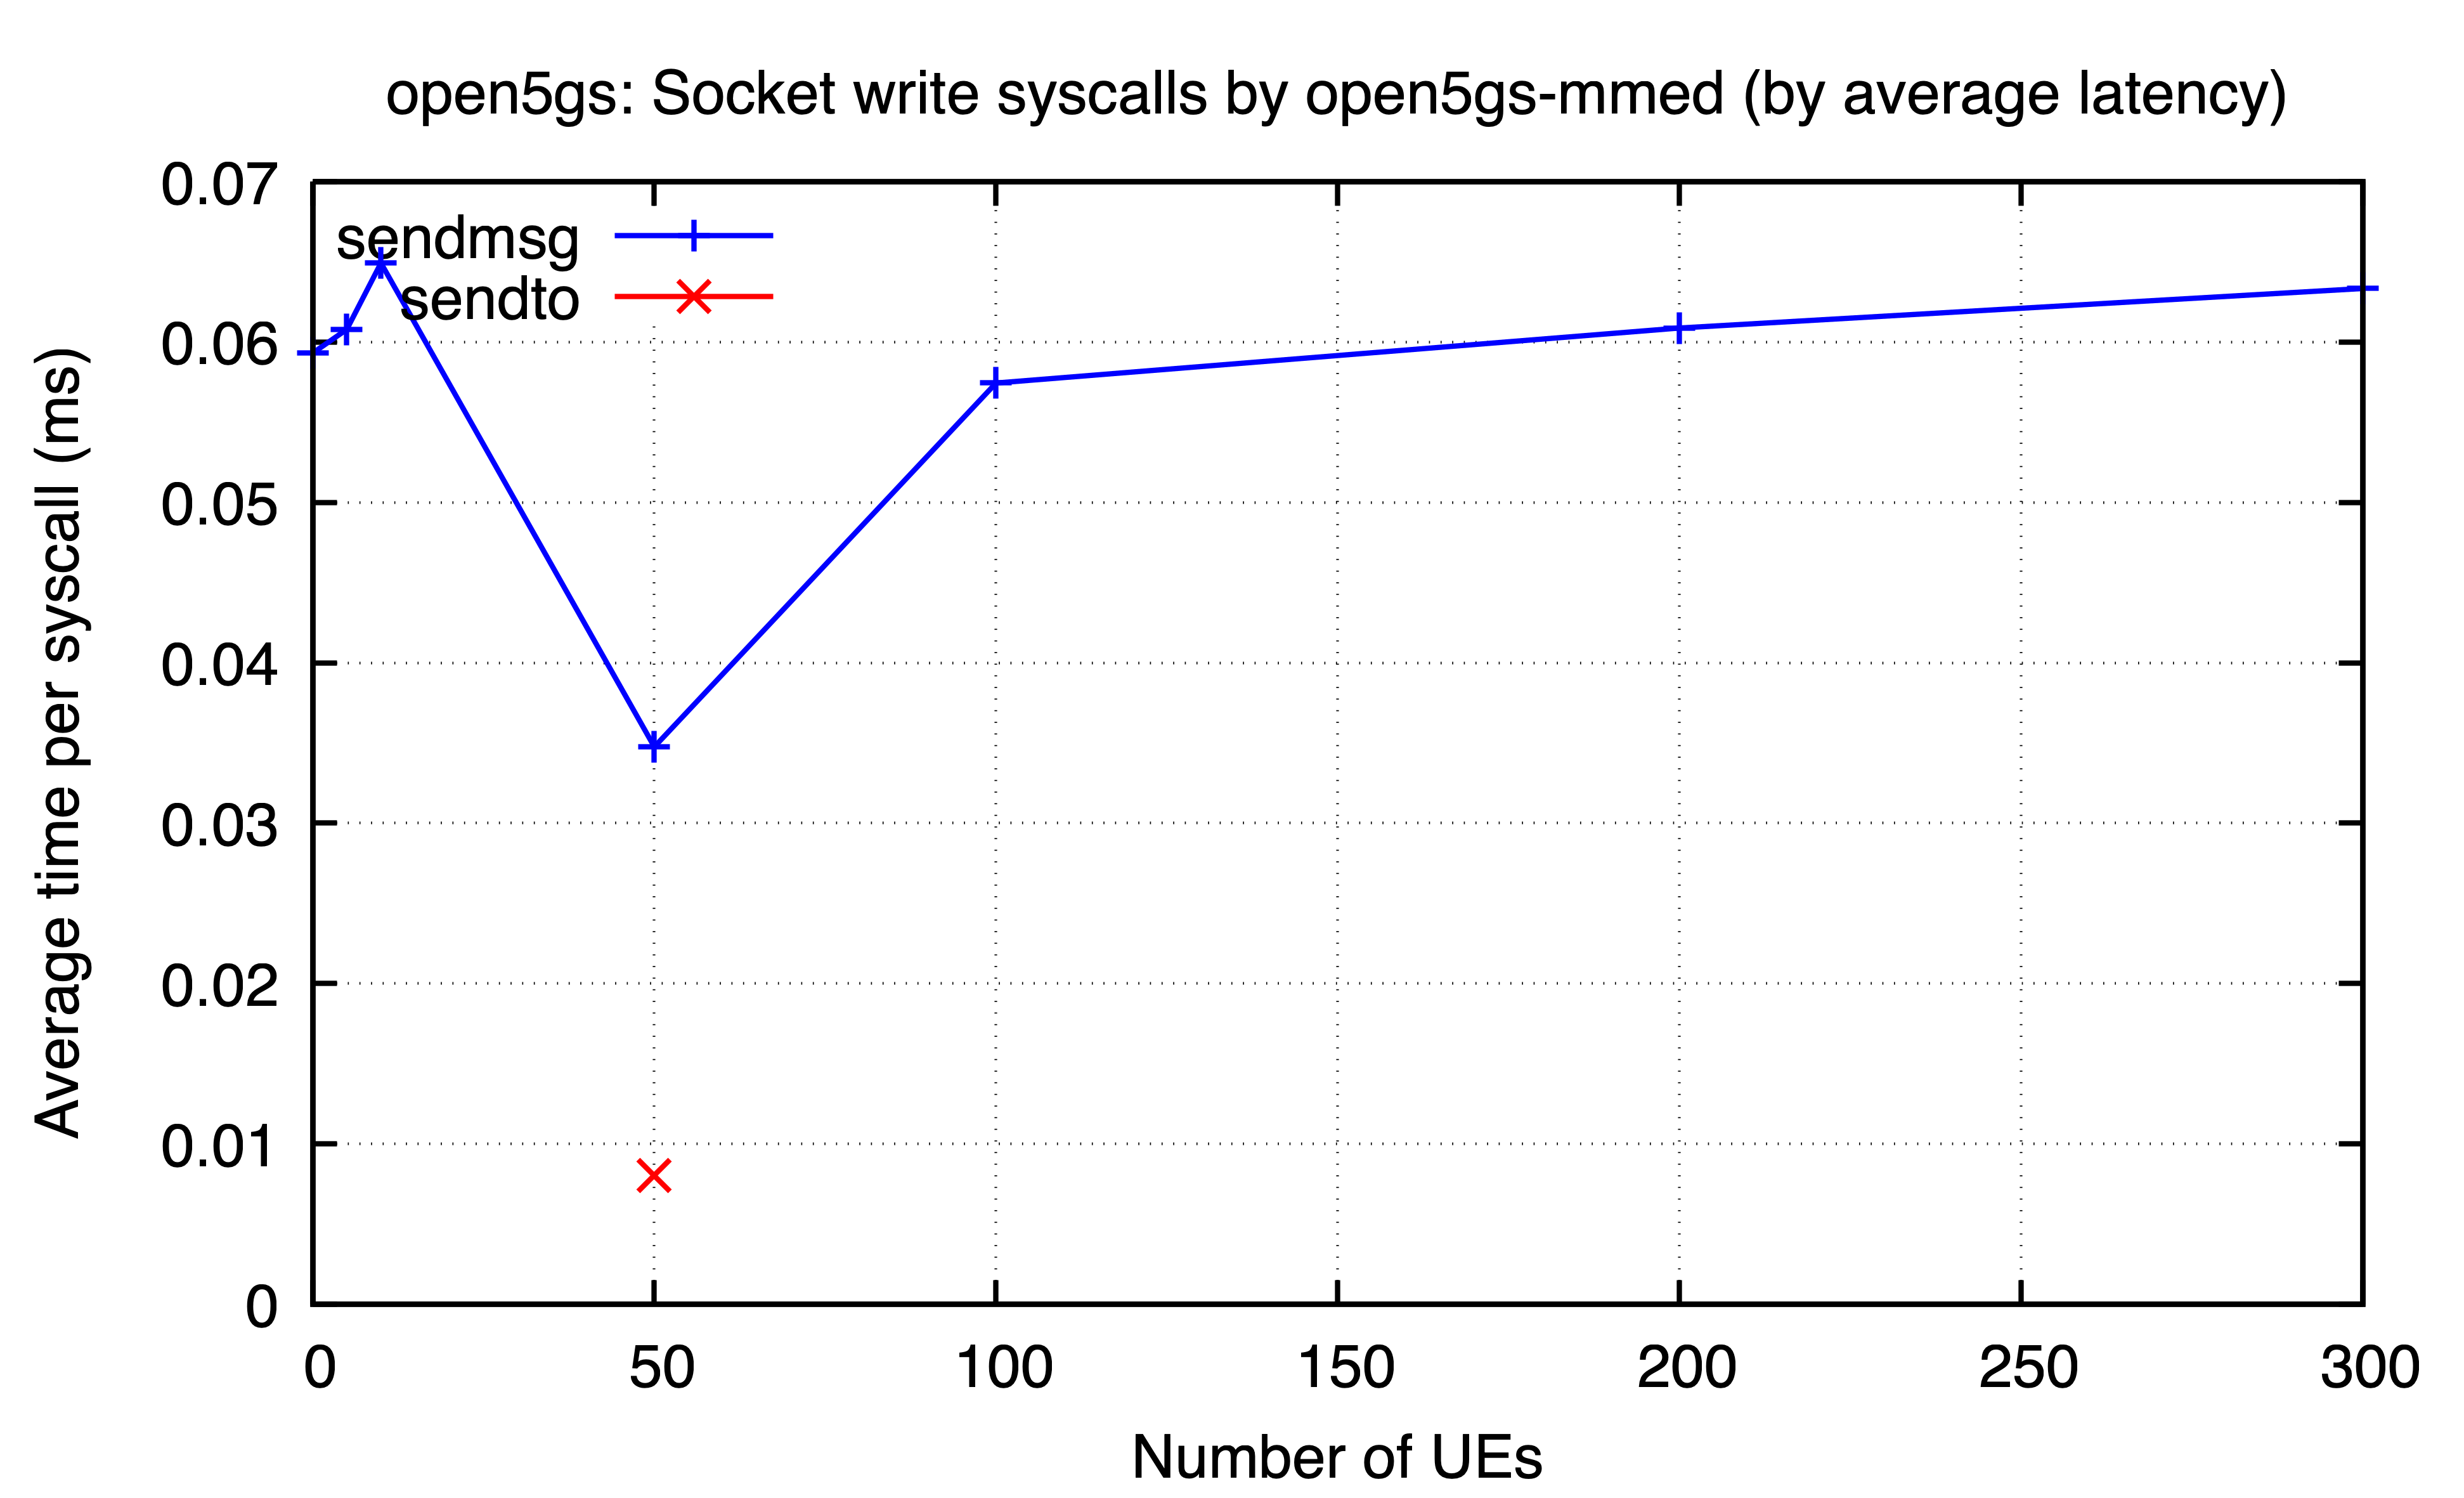 open5gs: Socket write syscalls by open5gs-mmed (by average latency)
0.07
0.06
0.05
0.04
0.03
0.02
0.01
0
Average time per syscall (ms)
sendmsg
sendto
0 50 100 150 200 250 300
Number of UEs